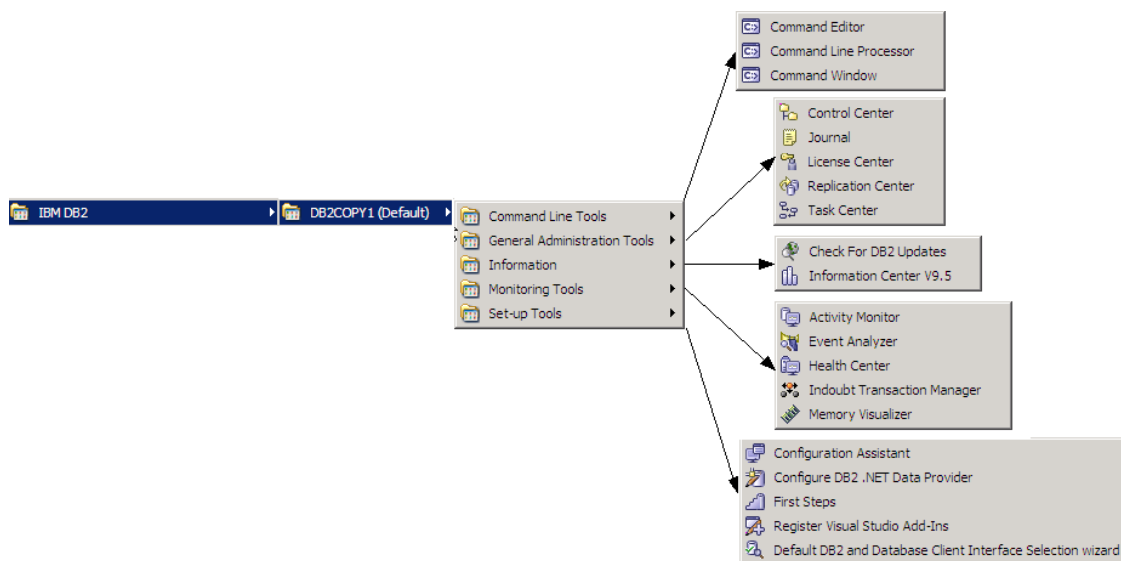 IBM DB2
DB2COPY1 (Default)
Command Line Tools
General Administration Tools
Information
Monitoring Tools
Set-up Tools
Command Editor
Command Line Processor
Command Window
Control Center
Journal
License Center
Replication Center
Task Center
Check For DB2 Updates
Information Center V9.5
Activity Monitor
Event Analyzer
Health Center
Indoubt Transaction Manager
Memory Visualizer
Configuration Assistant
Configure DB2 .NET Data Provider
First Steps
Register Visual Studio Add-Ins
Default DB2 and Database Client Interface Selection wizard